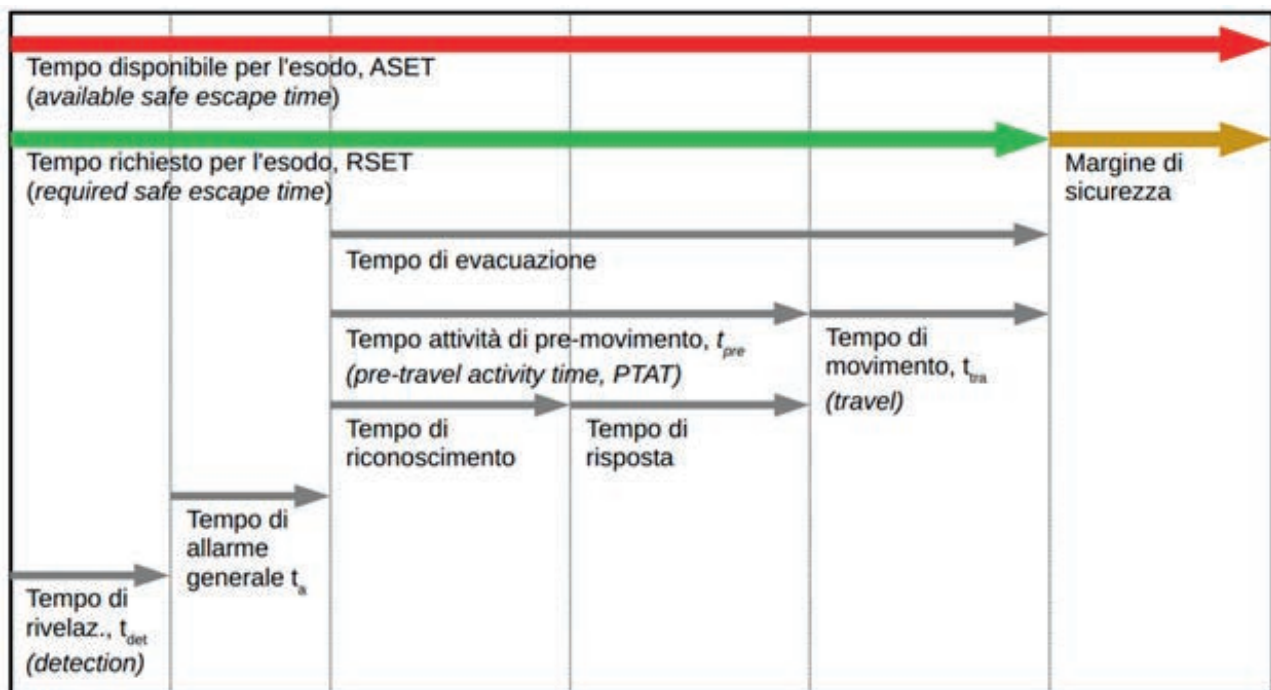 Tempo disponibile per l'esodo, ASET
(available safe escape time)
Tempo richiesto per l'esodo, RSET
(required safe escape time)
Margine di
sicurezza
Tempo di evacuazione
Tempo attività di pre-movimento, tpre
(pre-travel activity time, PTAT)
Tempo di
movimento, ttra
(travel)
Tempo di
riconoscimento
Tempo di
risposta
Tempo di
allarme
generale ta
Tempo di
rivelaz., tdet
(detection)